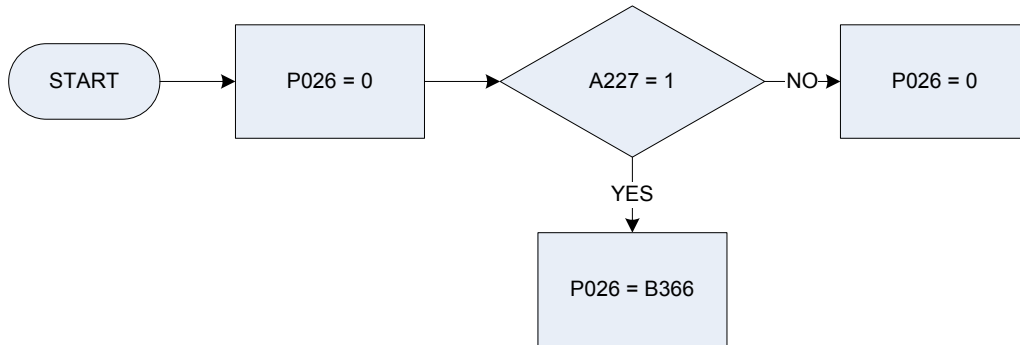 START
P026 = 0
A227 = 1
NO
P026 = 0
YES
P026 = B366